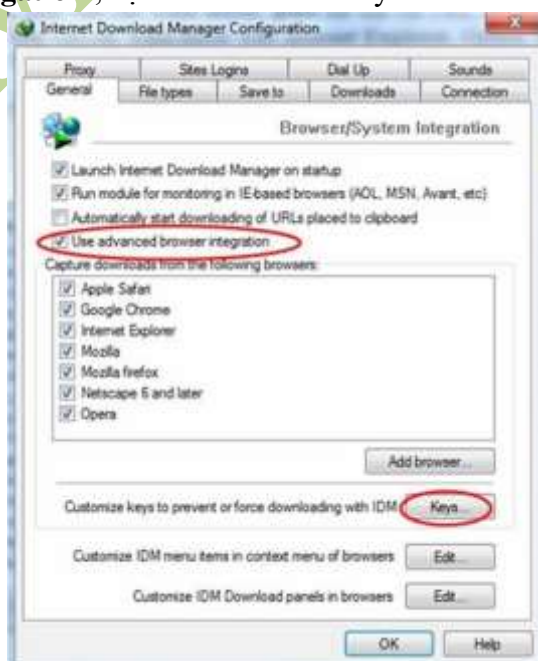 Internet Download Manager Configuration
Proxy Sites Logins Dial Up Sounds
General File types Save to Downloads Connection
Browser/System Integration
Launch Internet Download Manager on startup
Run module for monitoring in IE-based browsers (AOL, MSN, Avant, etc)
Automatically start downloading of URLs placed to clipboard
Use advanced browser integration
Capture downloads from the following browsers:
Apple Safari
Google Chrome
Internet Explorer
Mozilla
Mozilla firefox
Netscape 6 and later
Opera
Add browser...
Customize keys to prevent or force downloading with IDM Keys...
Customize IDM menu items in context menu of browsers Edit...
Customize IDM Download panels in browsers Edit...
OK Help